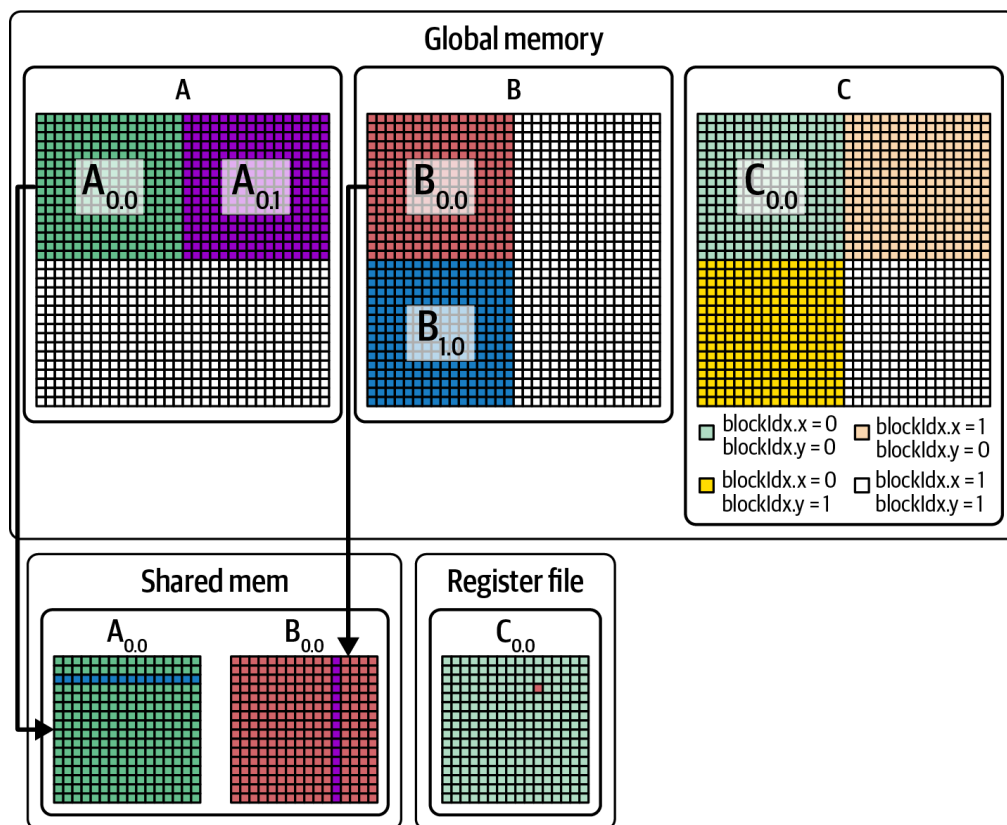 Global memory
A
B
C
A0.0
A0.1
B0.0
C0.0
B1.0
blockIdx.x = 0
blockIdx.y = 0
blockIdx.x = 1
blockIdx.y = 0
blockIdx.x = 0
blockIdx.y = 1
blockIdx.x = 1
blockIdx.y = 1
Shared mem
Register file
A0.0
B0.0
C0.0